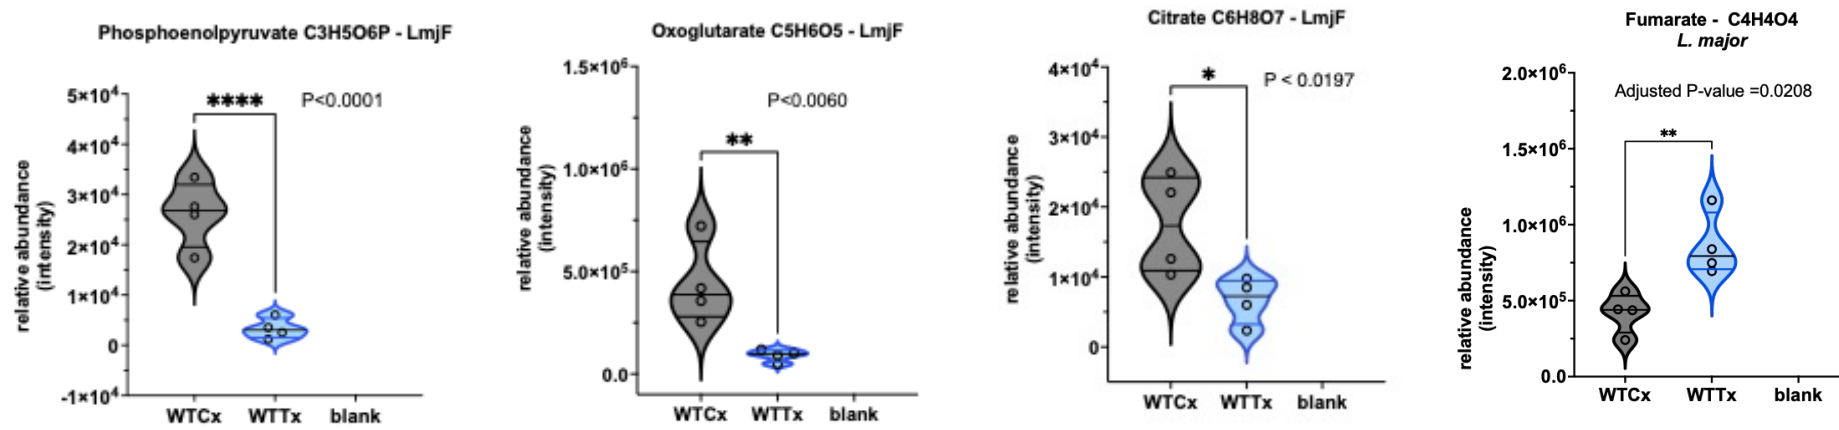 Phosphoenolpyruvate C3H5O6P - LmjF
5×10⁴
4×10⁴
3×10⁴
2×10⁴
1×10⁴
0
-1×10⁴
relative abundance
(intensity)
****
P<0.0001
WTCx WTTx blank
Oxoglutarate C5H6O5 - LmjF
1.5×10⁶
1.0×10⁶
5.0×10⁵
0.0
relative abundance
(intensity)
**
P<0.0060
WTCx WTTx blank
Citrate C6H8O7 - LmjF
4×10⁴
3×10⁴
2×10⁴
1×10⁴
0
relative abundance
(intensity)
*
P < 0.0197
WTCx WTTx blank
Fumarate - C4H4O4
L. major
2.0×10⁶
1.5×10⁶
1.0×10⁶
5.0×10⁵
0.0
relative abundance
(intensity)
Adjusted P-value =0.0208
**
WTCx WTTx blank